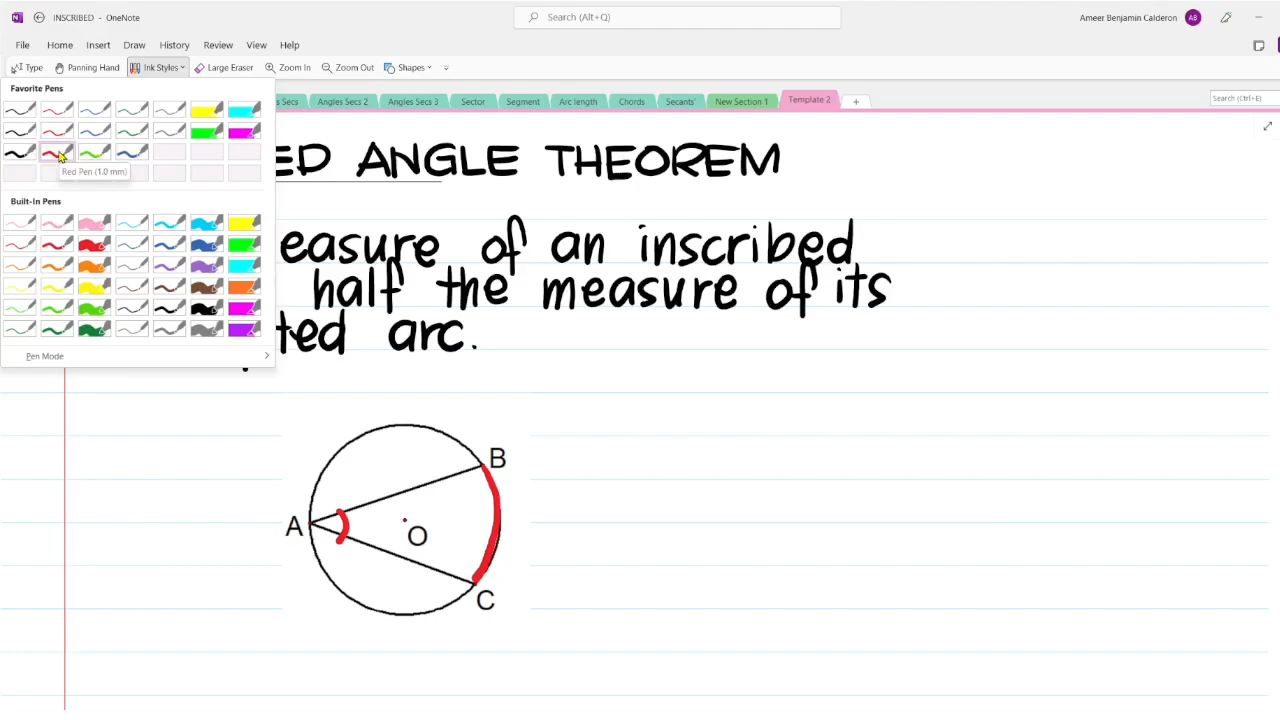 INSCRIBED - OneNote
Search (Alt+Q)
Ameer Benjamin Calderon
AB
File Home Insert Draw History Review View Help
Type Panning Hand Ink Styles Large Eraser Zoom In Zoom Out Shapes
Favorite Pens
s Secs Angles Secs 2 Angles Secs 3 Sector Segment Arc length Chords Secants' New Section 1 Template 2 +
Search (Ctrl+E)
Red Pen (1.0 mm)
Built-In Pens
Pen Mode
ED ANGLE THEOREM
easure of an inscribed
half the measure of its
ted arc.
B
A
O
C